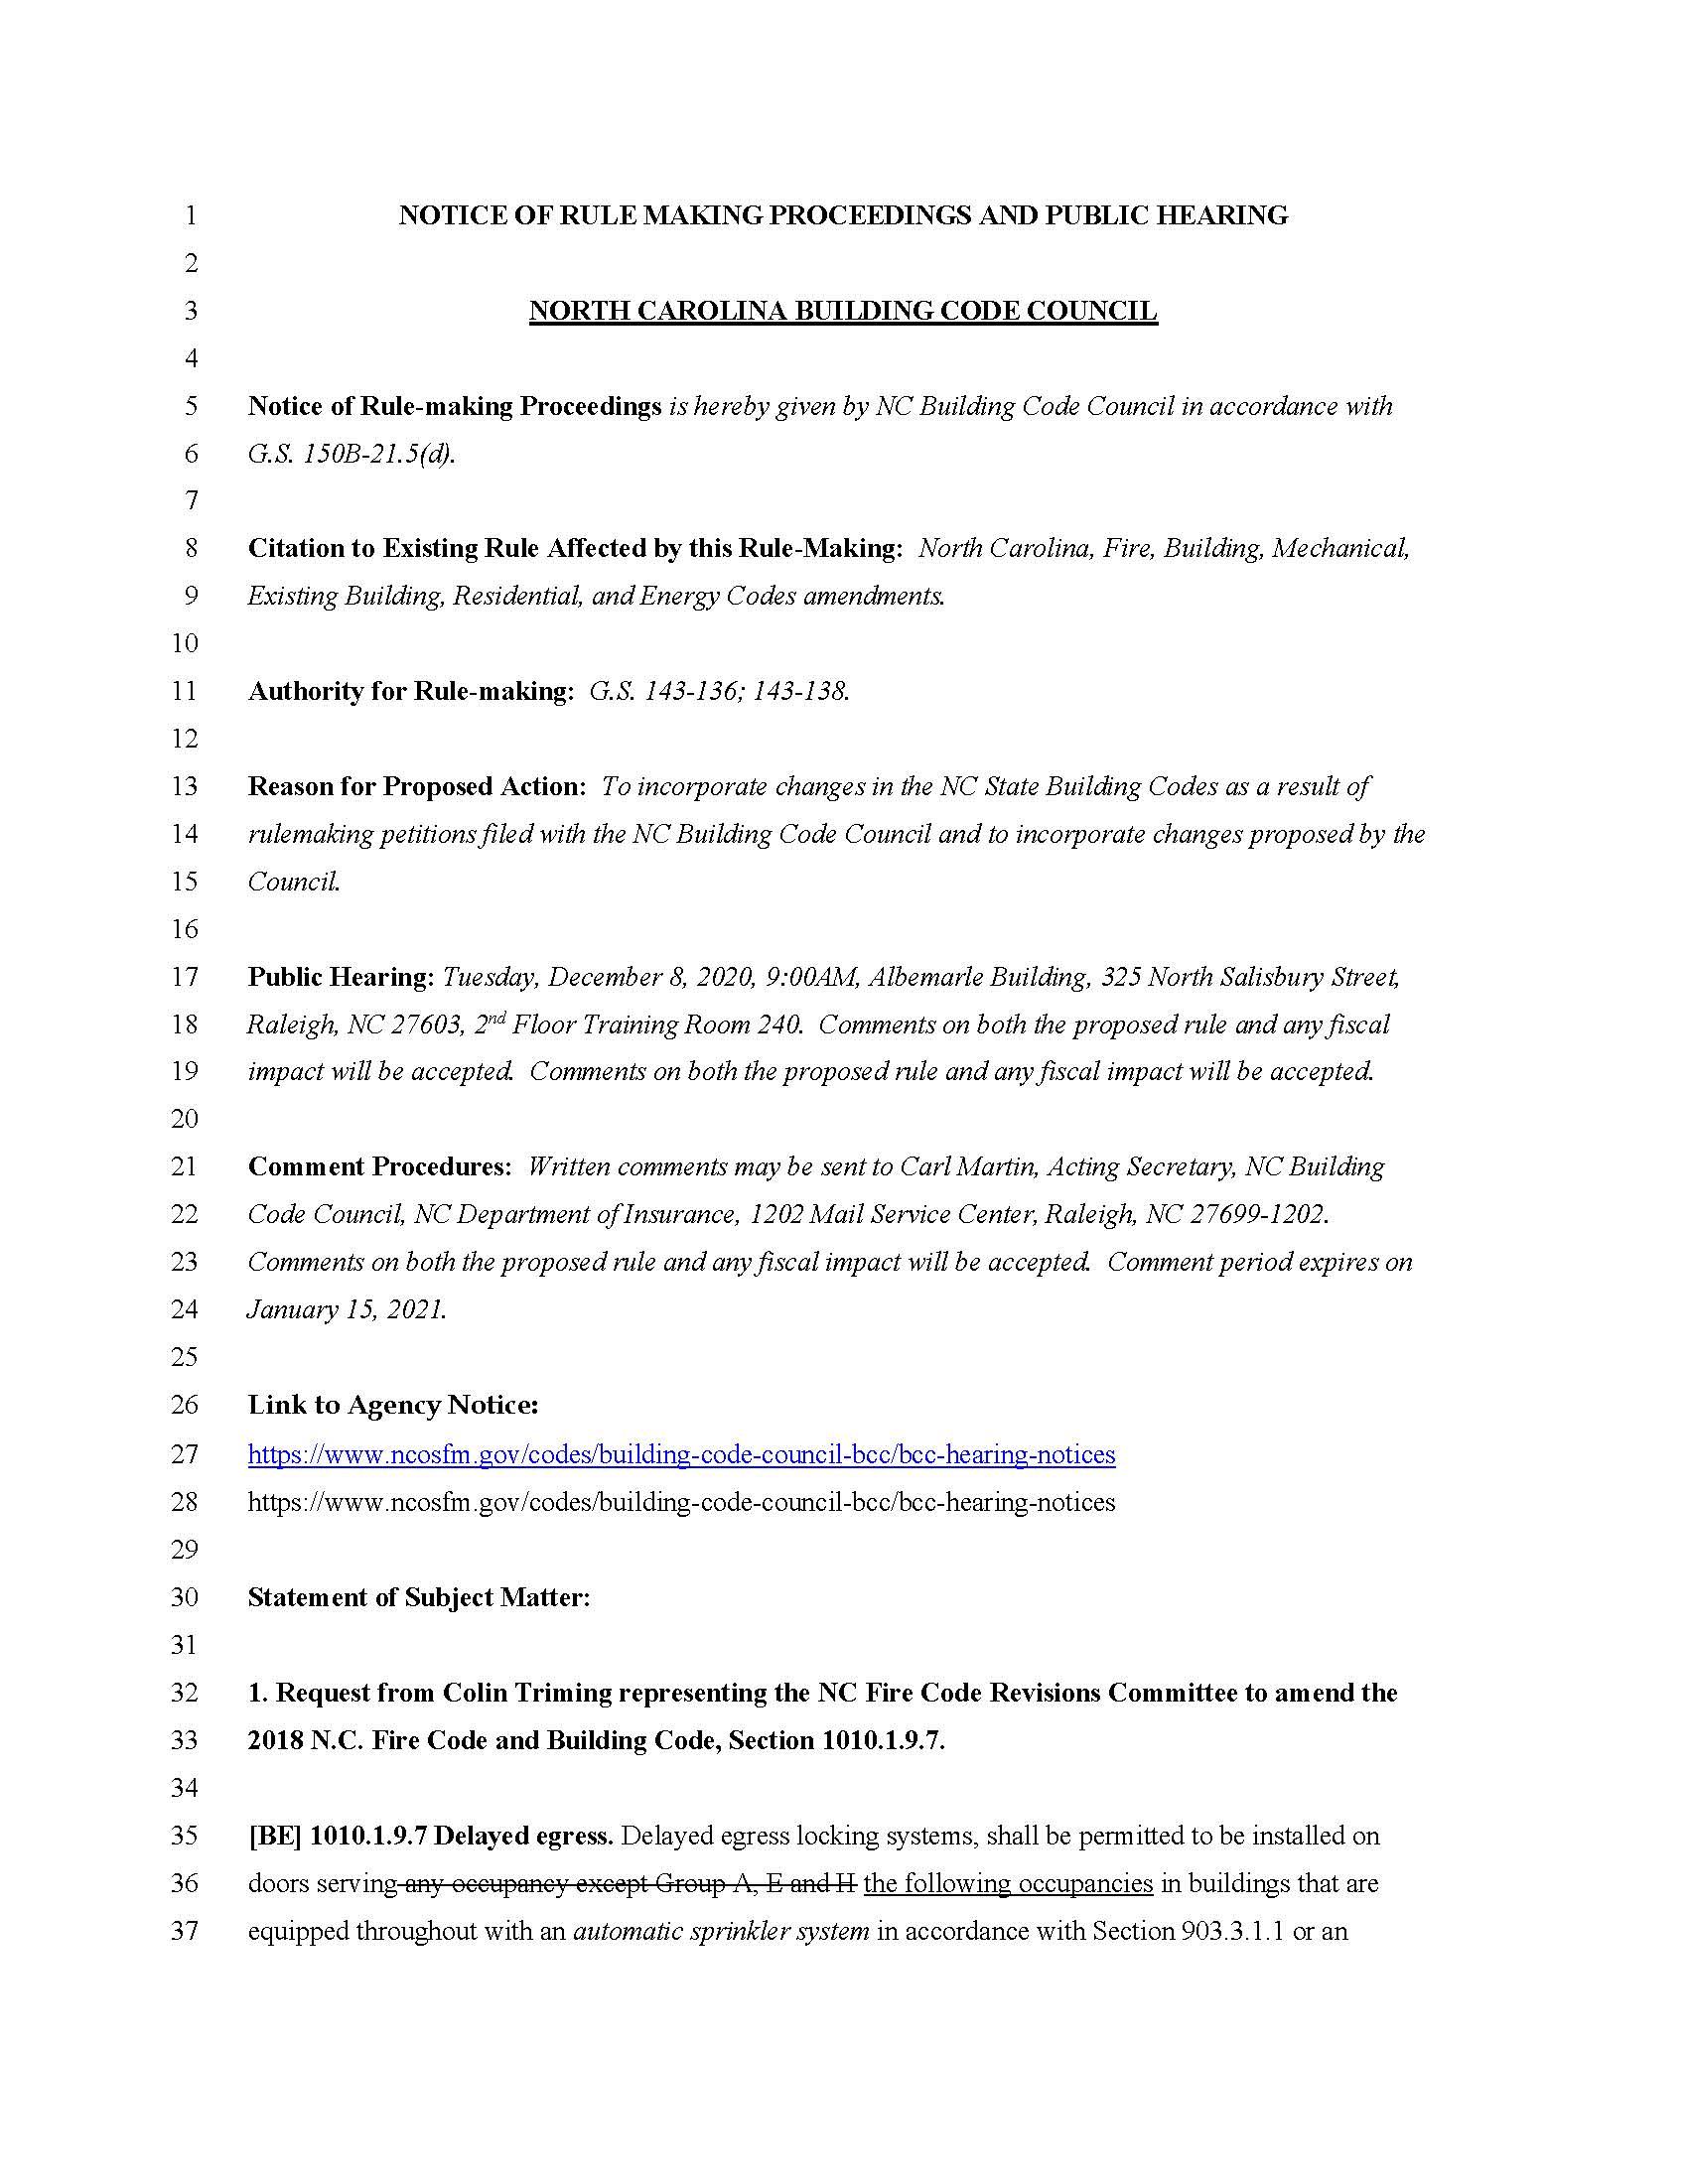 1 NOTICE OF RULE MAKING PROCEEDINGS AND PUBLIC HEARING
2
3 NORTH CAROLINA BUILDING CODE COUNCIL
4
5 Notice of Rule-making Proceedings is hereby given by NC Building Code Council in accordance with
6 G.S. 150B-21.5(d).
7
8 Citation to Existing Rule Affected by this Rule-Making: North Carolina, Fire, Building, Mechanical,
9 Existing Building, Residential, and Energy Codes amendments.
10
11 Authority for Rule-making: G.S. 143-136; 143-138.
12
13 Reason for Proposed Action: To incorporate changes in the NC State Building Codes as a result of
14 rulemaking petitions filed with the NC Building Code Council and to incorporate changes proposed by the
15 Council.
16
17 Public Hearing: Tuesday, December 8, 2020, 9:00AM, Albemarle Building, 325 North Salisbury Street,
18 Raleigh, NC 27603, 2nd Floor Training Room 240. Comments on both the proposed rule and any fiscal
19 impact will be accepted. Comments on both the proposed rule and any fiscal impact will be accepted.
20
21 Comment Procedures: Written comments may be sent to Carl Martin, Acting Secretary, NC Building
22 Code Council, NC Department of Insurance, 1202 Mail Service Center, Raleigh, NC 27699-1202.
23 Comments on both the proposed rule and any fiscal impact will be accepted. Comment period expires on
24 January 15, 2021.
25
26 Link to Agency Notice:
27 https://www.ncosfm.gov/codes/building-code-council-bcc/bcc-hearing-notices
28 https://www.ncosfm.gov/codes/building-code-council-bcc/bcc-hearing-notices
29
30 Statement of Subject Matter:
31
32 1. Request from Colin Triming representing the NC Fire Code Revisions Committee to amend the
33 2018 N.C. Fire Code and Building Code, Section 1010.1.9.7.
34
35 [BE] 1010.1.9.7 Delayed egress. Delayed egress locking systems, shall be permitted to be installed on
36 doors serving any occupancy except Group A, E and H the following occupancies in buildings that are
37 equipped throughout with an automatic sprinkler system in accordance with Section 903.3.1.1 or an